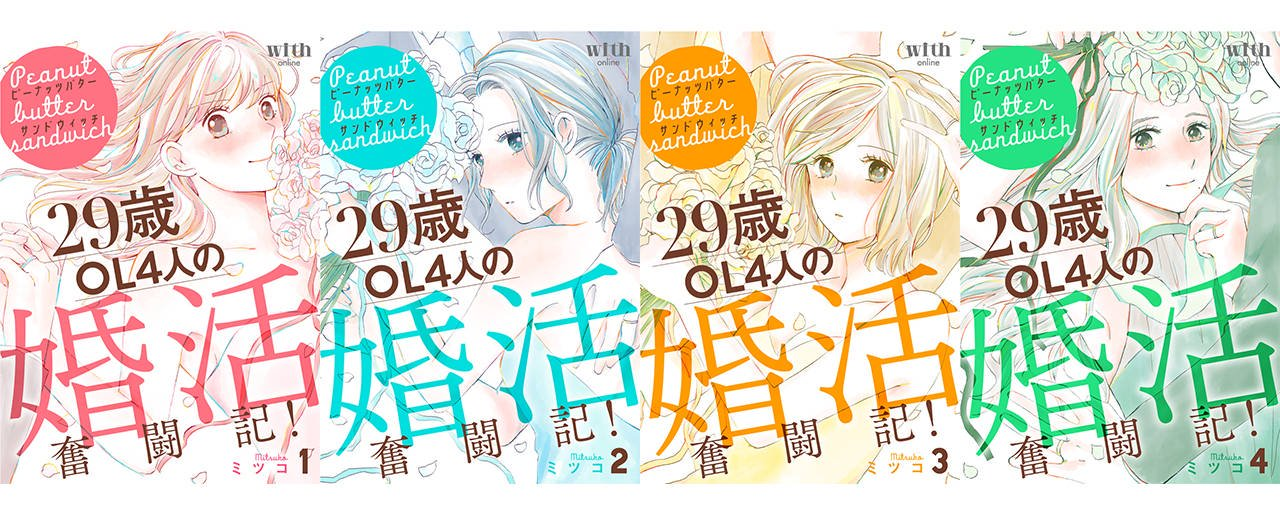 Peanut
ピーナッツバター
butter
サンドウィッチ
sandwich
with
online
29歳
OL4人の
婚活
奮闘記!
Mitsuko
ミツコ 1
Peanut
ピーナッツバター
butter
サンドウィッチ
sandwich
with
online
29歳
OL4人の
婚活
奮闘記!
Mitsuko
ミツコ 2
Peanut
ピーナッツバター
butter
サンドウィッチ
sandwich
with
online
29歳
OL4人の
婚活
奮闘記!
Mitsuko
ミツコ 3
Peanut
ピーナッツバター
butter
サンドウィッチ
sandwich
with
online
29歳
OL4人の
婚活
奮闘記!
Mitsuko
ミツコ 4